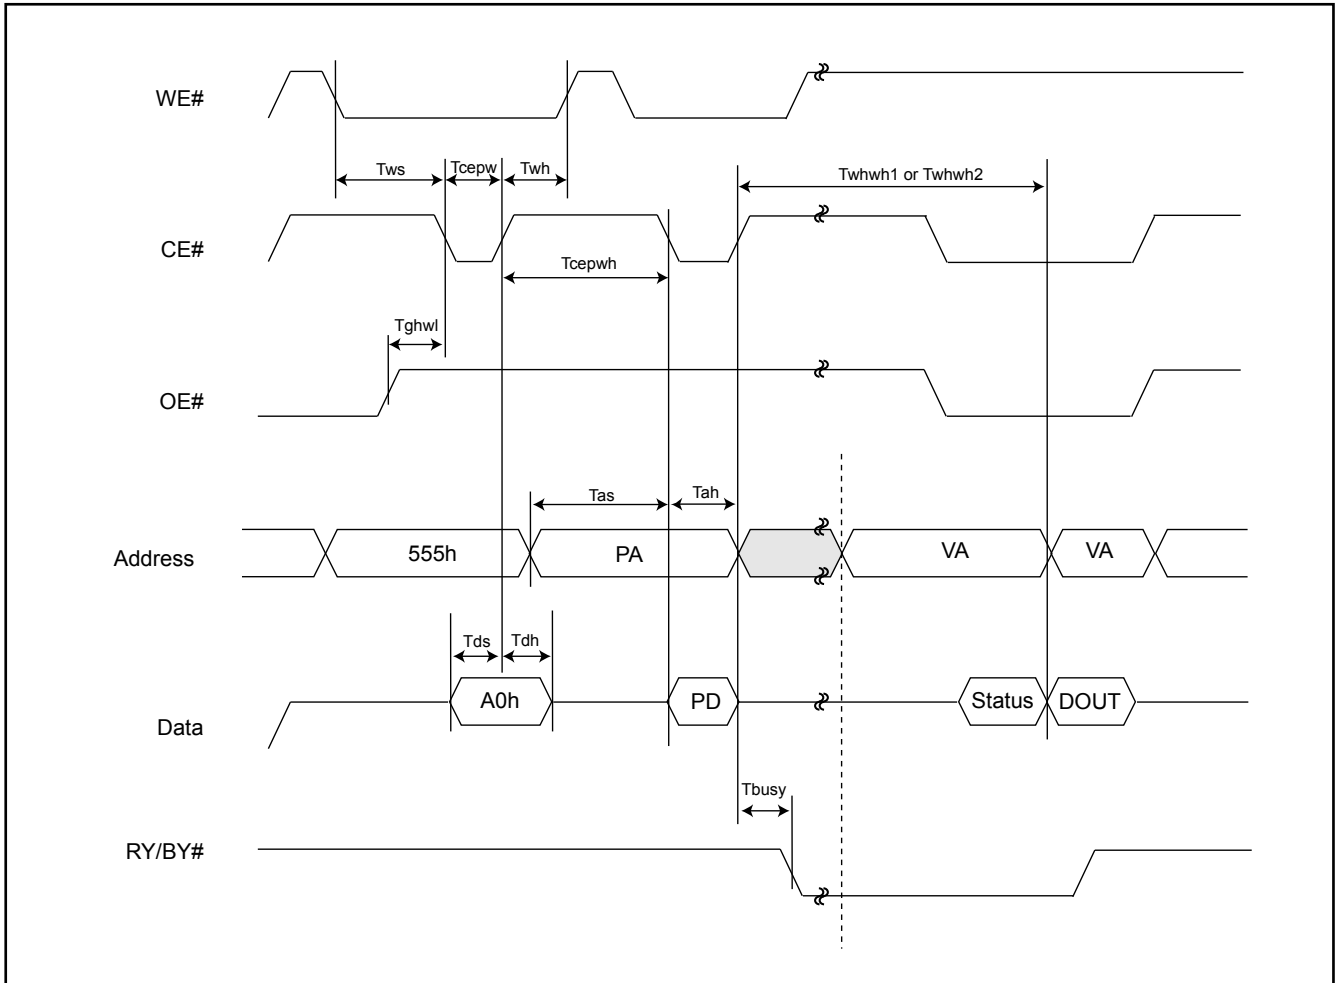 WE#
Tws Tcepw Twh Twhwh1 or Twhwh2
CE#
Tcepwh
Tghwl
OE#
Tas Tah
Address 555h PA VA VA
Tds Tdh
Data A0h PD Status DOUT
Tbusy
RY/BY#